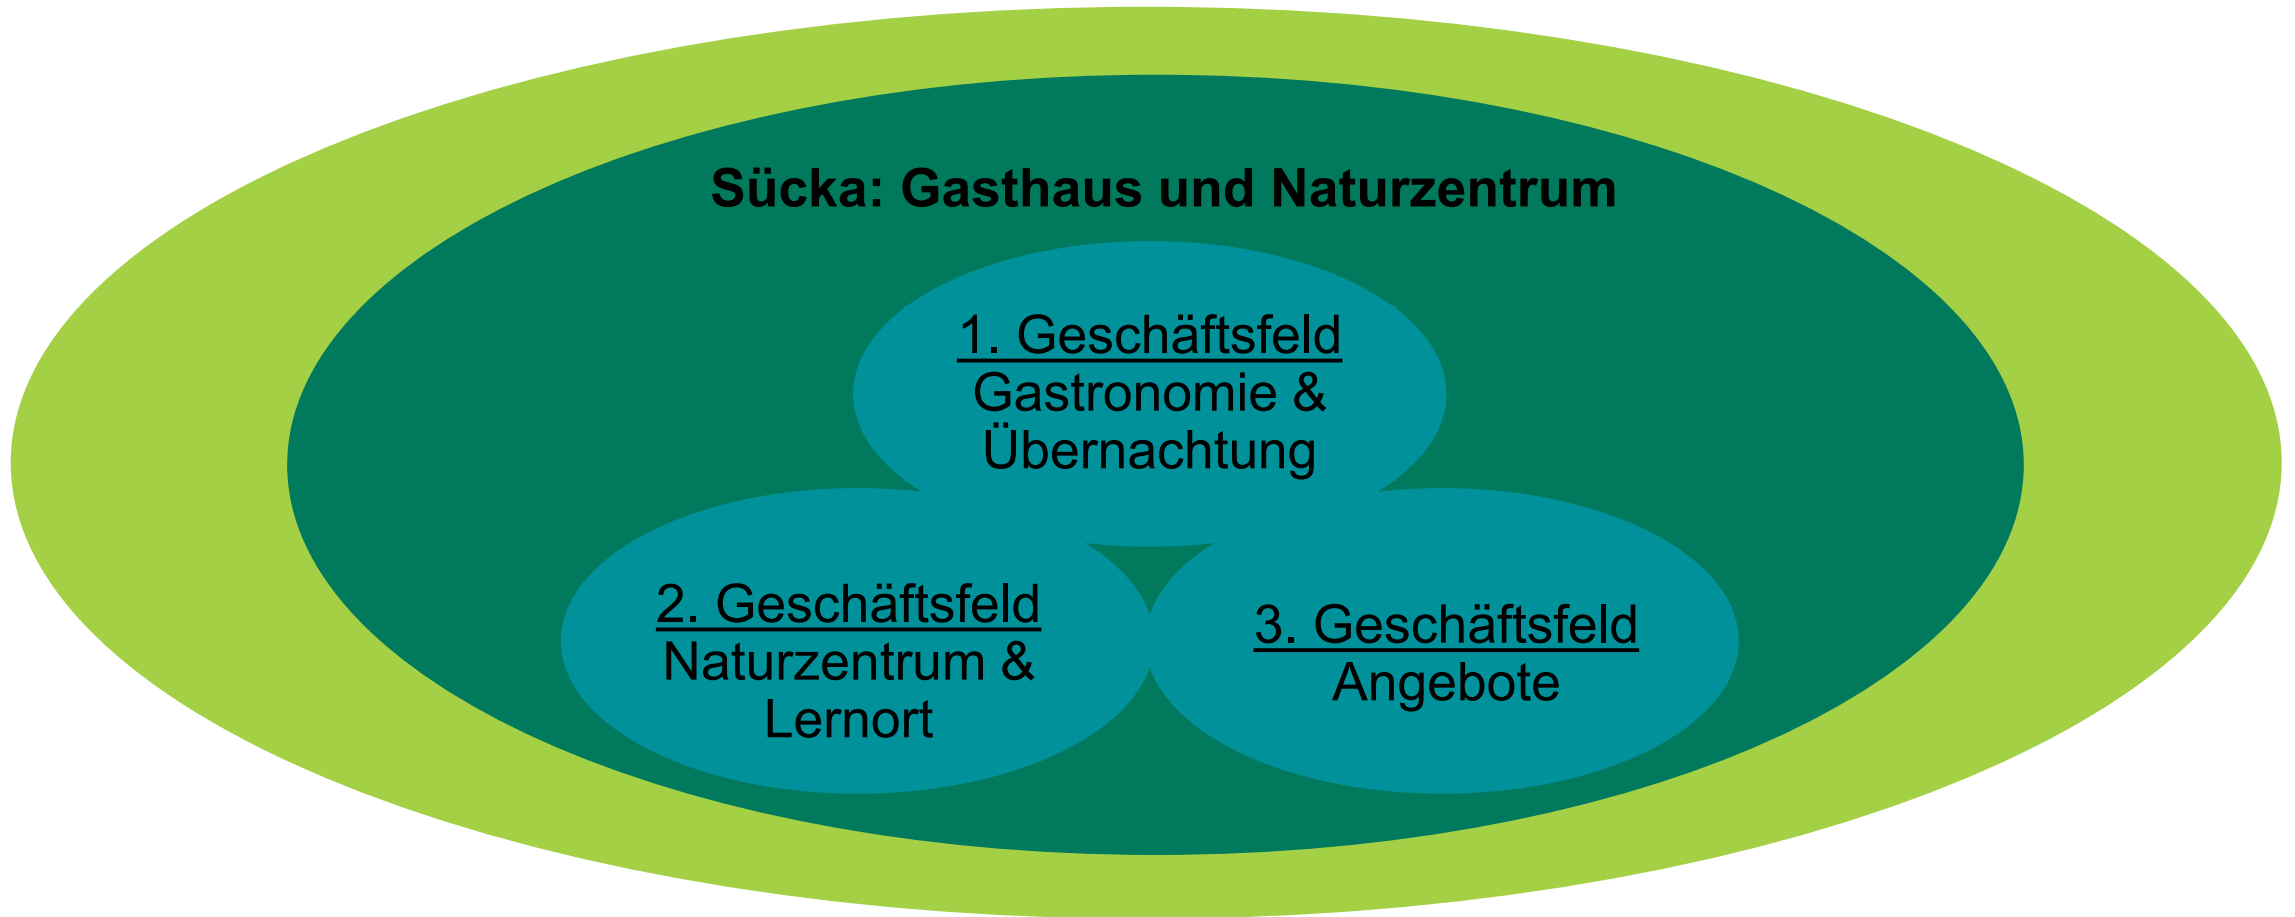 Sücka: Gasthaus und Naturzentrum
1. Geschäftsfeld
Gastronomie &
Übernachtung
2. Geschäftsfeld
Naturzentrum &
Lernort
3. Geschäftsfeld
Angebote